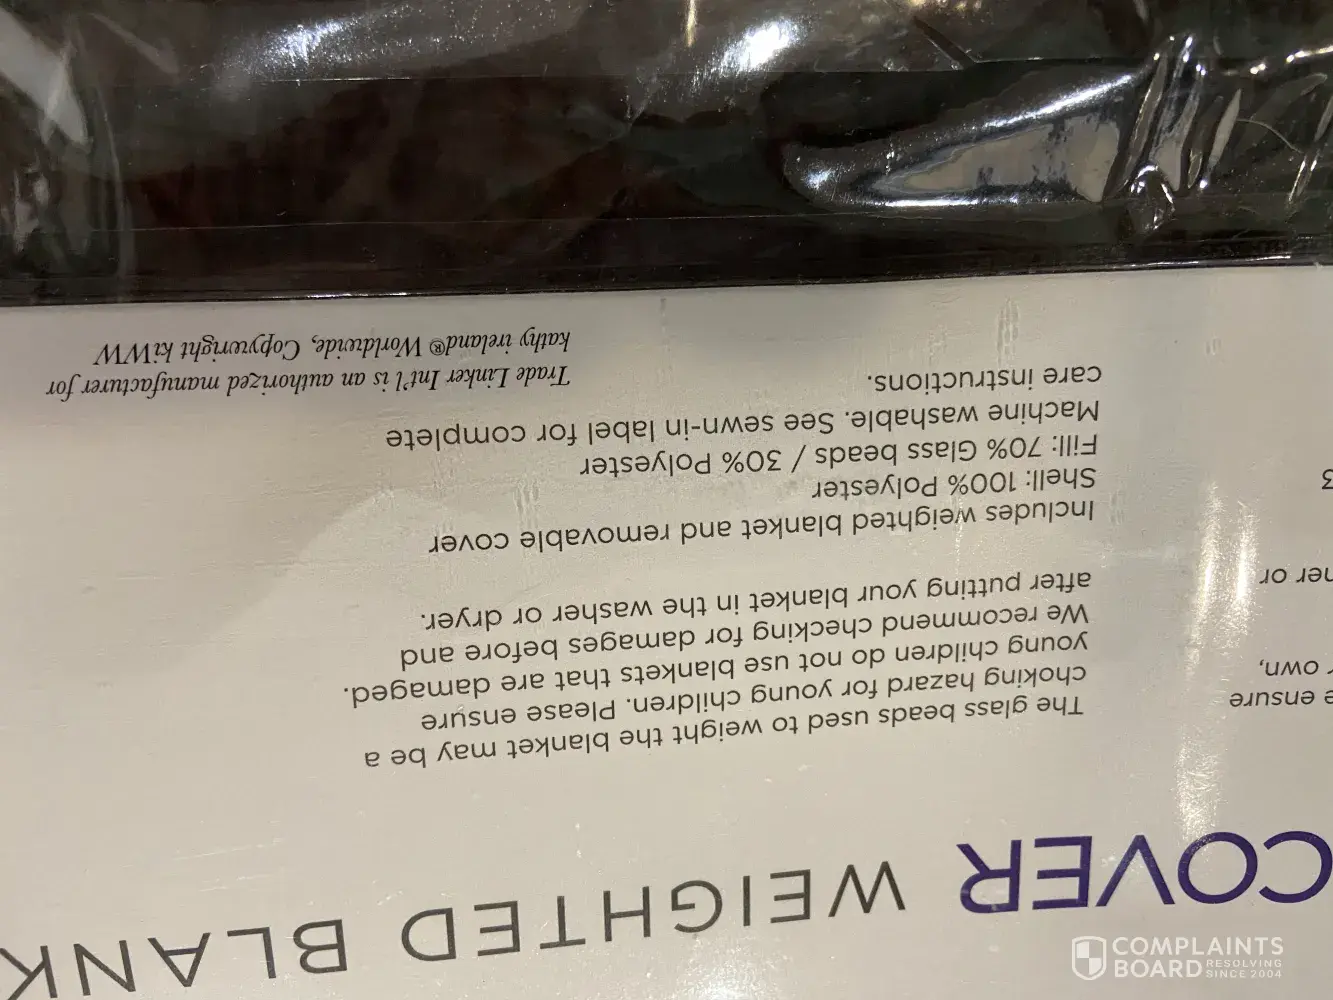 COVER WEIGHTED BLANK
The glass beads used to weight the blanket may be a
choking hazard for young children. Please ensure
young children do not use blankets that are damaged.
We recommend checking for damages before and
after putting your blanket in the washer or dryer.
Includes weighted blanket and removable cover
Shell: 100% Polyester
Fill: 70% Glass beads / 30% Polyester
Machine washable. See sewn-in label for complete
care instructions.
Trade Linker Int'l is an authorized manufacturer for
kathy ireland® Worldwide, Copywright kiWW
e ensure
r own,
her or
3
COMPLAINTS
BOARD RESOLVING
SINCE 2004